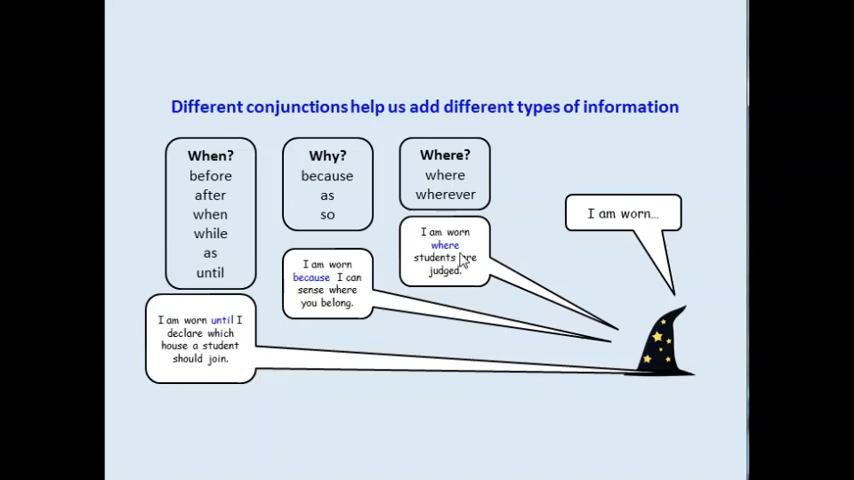 Different conjunctions help us add different types of information
When?
before
after
when
while
as
until
Why?
because
as
so
Where?
where
wherever
I am worn...
I am worn
where
students are
judged.
I am worn
because I can
sense where
you belong.
I am worn until I
declare which
house a student
should join.